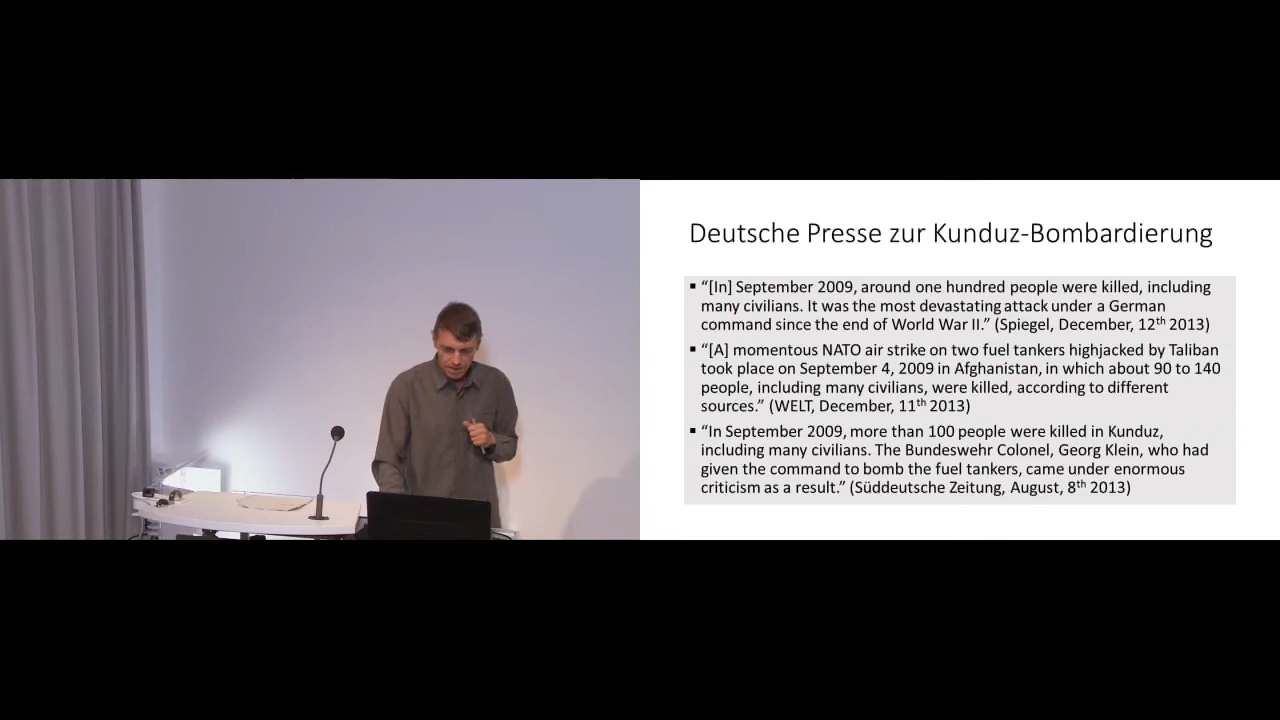 Deutsche Presse zur Kunduz-Bombardierung
▪ “[In] September 2009, around one hundred people were killed, including
many civilians. It was the most devastating attack under a German
command since the end of World War II.” (Spiegel, December, 12th 2013)
▪ “[A] momentous NATO air strike on two fuel tankers highjacked by Taliban
took place on September 4, 2009 in Afghanistan, in which about 90 to 140
people, including many civilians, were killed, according to different
sources.” (WELT, December, 11th 2013)
▪ “In September 2009, more than 100 people were killed in Kunduz,
including many civilians. The Bundeswehr Colonel, Georg Klein, who had
given the command to bomb the fuel tankers, came under enormous
criticism as a result.” (Süddeutsche Zeitung, August, 8th 2013)